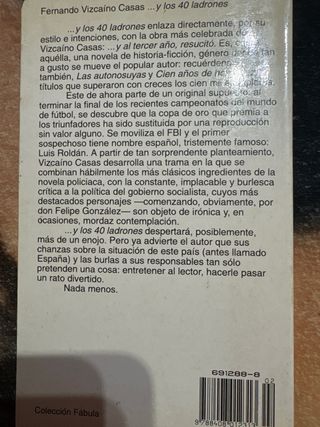 Fernando Vizcaíno Casas ...y los 40 ladrones
...y los 40 ladrones enlaza directamente, por su
estilo e intenciones, con la obra más celebrada de
Vizcaíno Casas: ...y al tercer año, resucitó. Es,
aquélla, una novela de historia-ficción, género
a gusto se mueve el popular autor: recuérdense,
también, Las autonosuyas y Cien años de
títulos que superaron con creces los cien mil
Este de ahora parte de un original supuesto: al
terminar la final de los recientes campeonatos del mundo
de fútbol, se descubre que la copa de oro que premia a
los triunfadores ha sido sustituida por una reproducción
sin valor alguno. Se moviliza el FBI y el primer
sospechoso tiene nombre español, tristemente famoso:
Luis Roldán. A partir de tan sorprendente planteamiento,
Vizcaíno Casas desarrolla una trama en la que se
combinan hábilmente los más clásicos ingredientes de la
novela policiaca, con la constante, implacable y burlesca
crítica a la política del gobierno socialista, cuyos más
destacados personajes —comenzando, obviamente, por
don Felipe González— son objeto de irónica y, en
ocasiones, mordaz contemplación.
...y los 40 ladrones despertará, posiblemente,
más de un enojo. Pero ya advierte el autor que sus
chanzas sobre la situación de este país (antes llamado
España) y las burlas a sus responsables tan sólo
pretenden una cosa: entretener al lector, hacerle pasar
un rato divertido.
Nada menos.
691288-8
02
Colección Fábula